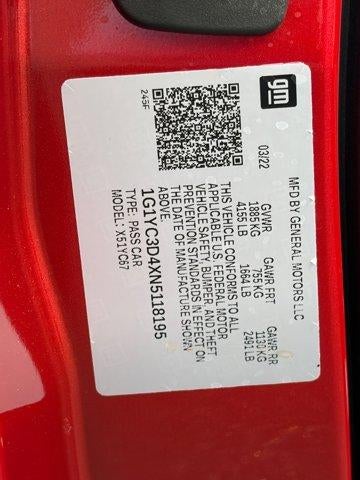 gm
MFD BY GENERAL MOTORS LLC
03/22
GVWR GAWR FRT GAWR RR
1885 KG 755 KG 1130 KG
4155 LB 1664 LB 2491 LB
THIS VEHICLE CONFORMS TO ALL
APPLICABLE U.S. FEDERAL MOTOR
VEHICLE SAFETY, BUMPER, AND THEFT
PREVENTION STANDARDS IN EFFECT ON
THE DATE OF MANUFACTURE SHOWN
ABOVE.
1G1YC3D4XN5118195
TYPE: PASS CAR
MODEL: X51YC67
245F